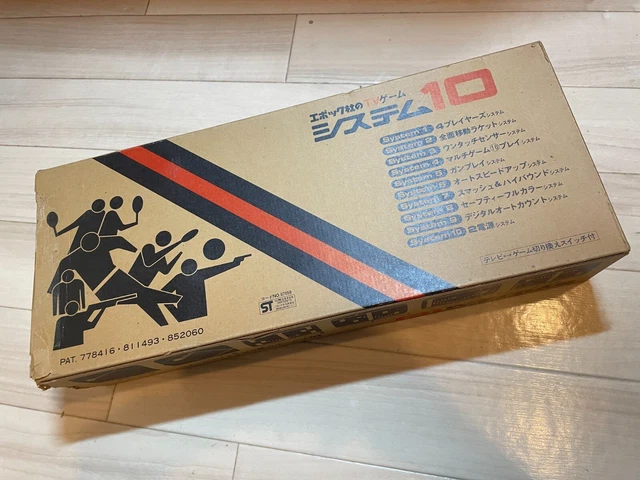 エポック社のTVゲーム
システム10
System 1 4プレイヤーズシステム
System 2 全面移動ラケットシステム
System 3 ワンタッチセンサーシステム
System 4 マルチゲーム10プレイシステム
System 5 ガンプレイシステム
System 6 オートスピードアップシステム
System 7 スマッシュ&ハイバウンドシステム
System 8 セーフティーフルカラーシステム
System 9 デジタルオートカウントシステム
System 10 2電源システム
テレビ↔ゲーム切り換えスイッチ付
ST
PAT. 778416・811493・852060